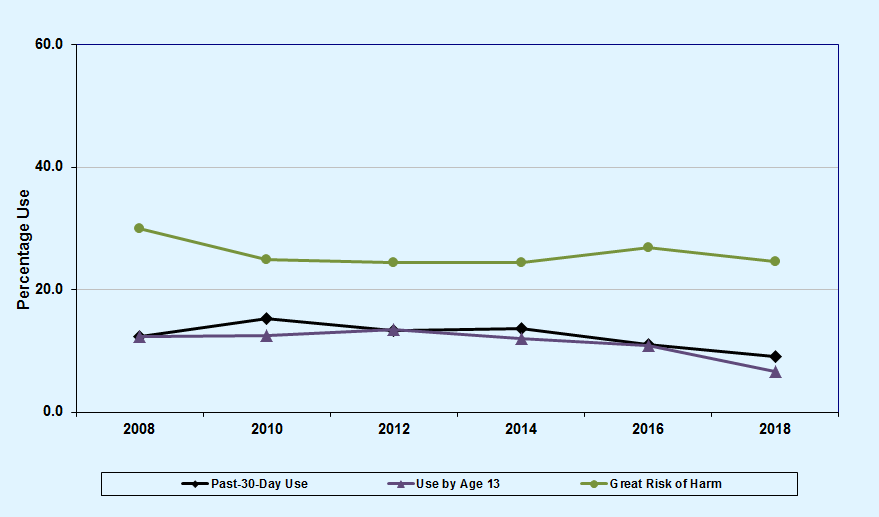 60.0
40.0
20.0
0.0
Percentage Use
2008 2010 2012 2014 2016 2018
Past-30-Day Use Use by Age 13 Great Risk of Harm